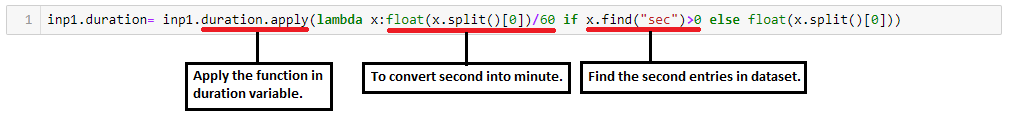 1 inp1.duration= inp1.duration.apply(lambda x:float(x.split()[0])/60 if x.find("sec")>0 else float(x.split()[0]))
Apply the function in
duration variable.
To convert second into minute.
Find the second entries in dataset.